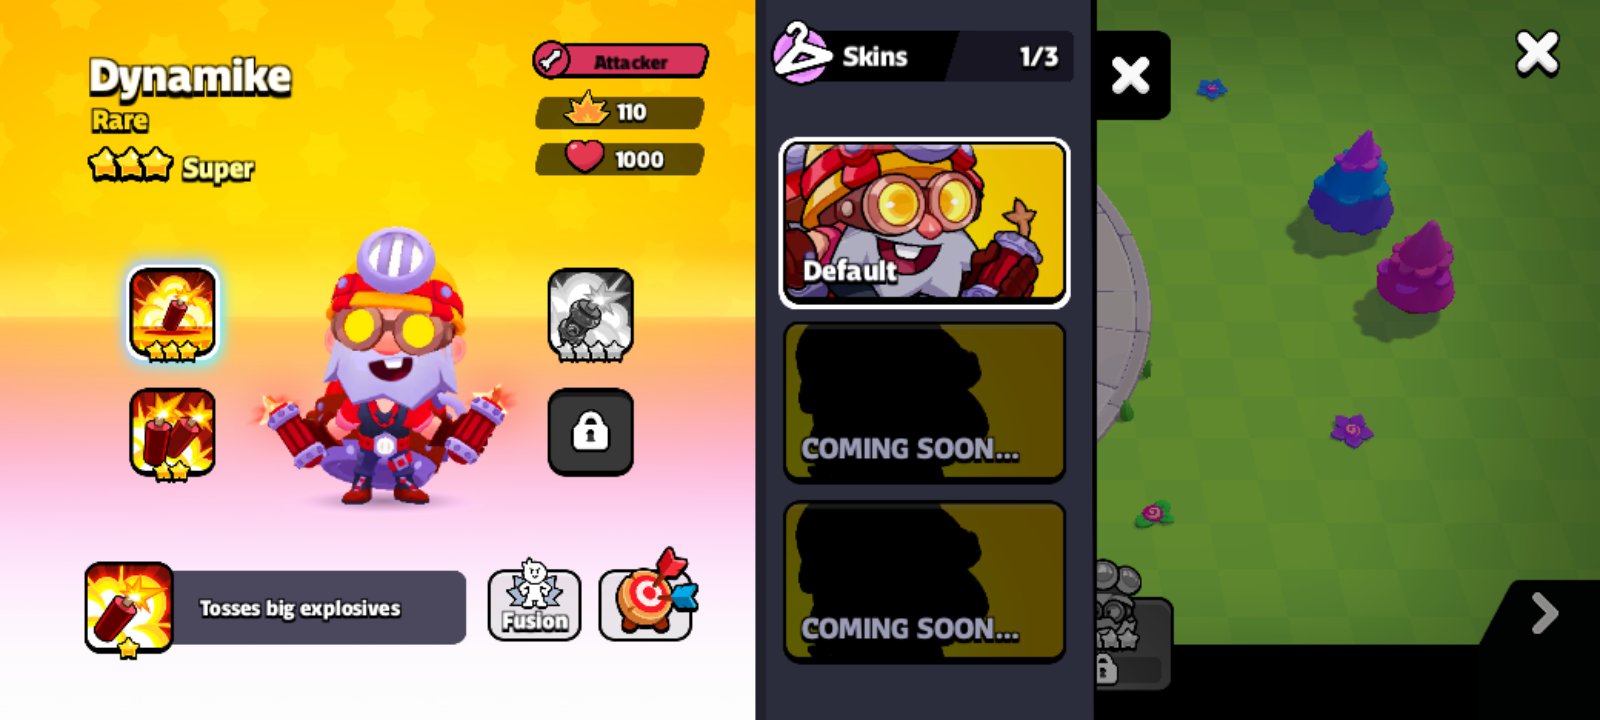 Dynamike
Rare
Super
Attacker
110
1000
Tosses big explosives
Fusion
Skins 1/3
Default
COMING SOON...
COMING SOON...